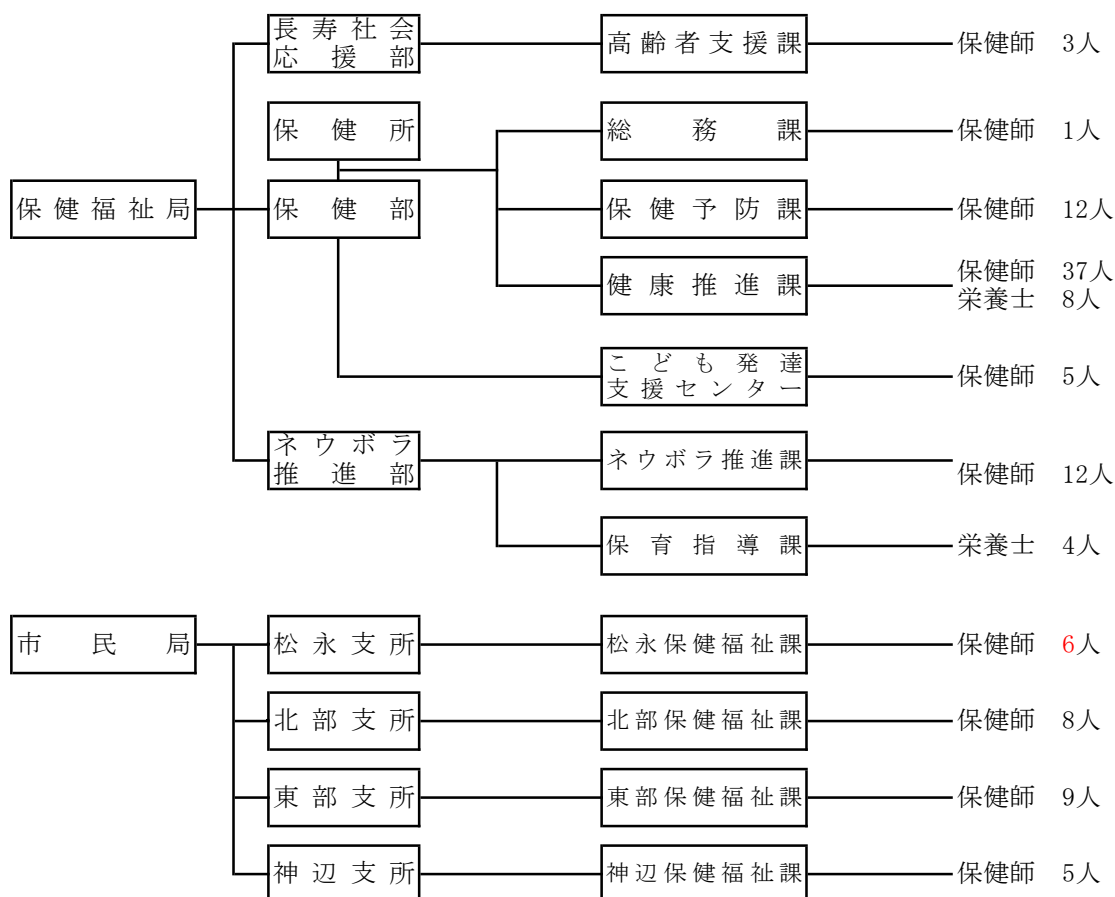 長寿社会
応援部
高齢者支援課
保健師 3人
保健所
総務課
保健師 1人
保健福祉局
保健部
保健予防課
保健師 12人
健康推進課
保健師 37人
栄養士 8人
こども発達
支援センター
保健師 5人
ネウボラ
推進部
ネウボラ推進課
保健師 12人
保育指導課
栄養士 4人
市民局
松永支所
松永保健福祉課
保健師 6人
北部支所
北部保健福祉課
保健師 8人
東部支所
東部保健福祉課
保健師 9人
神辺支所
神辺保健福祉課
保健師 5人